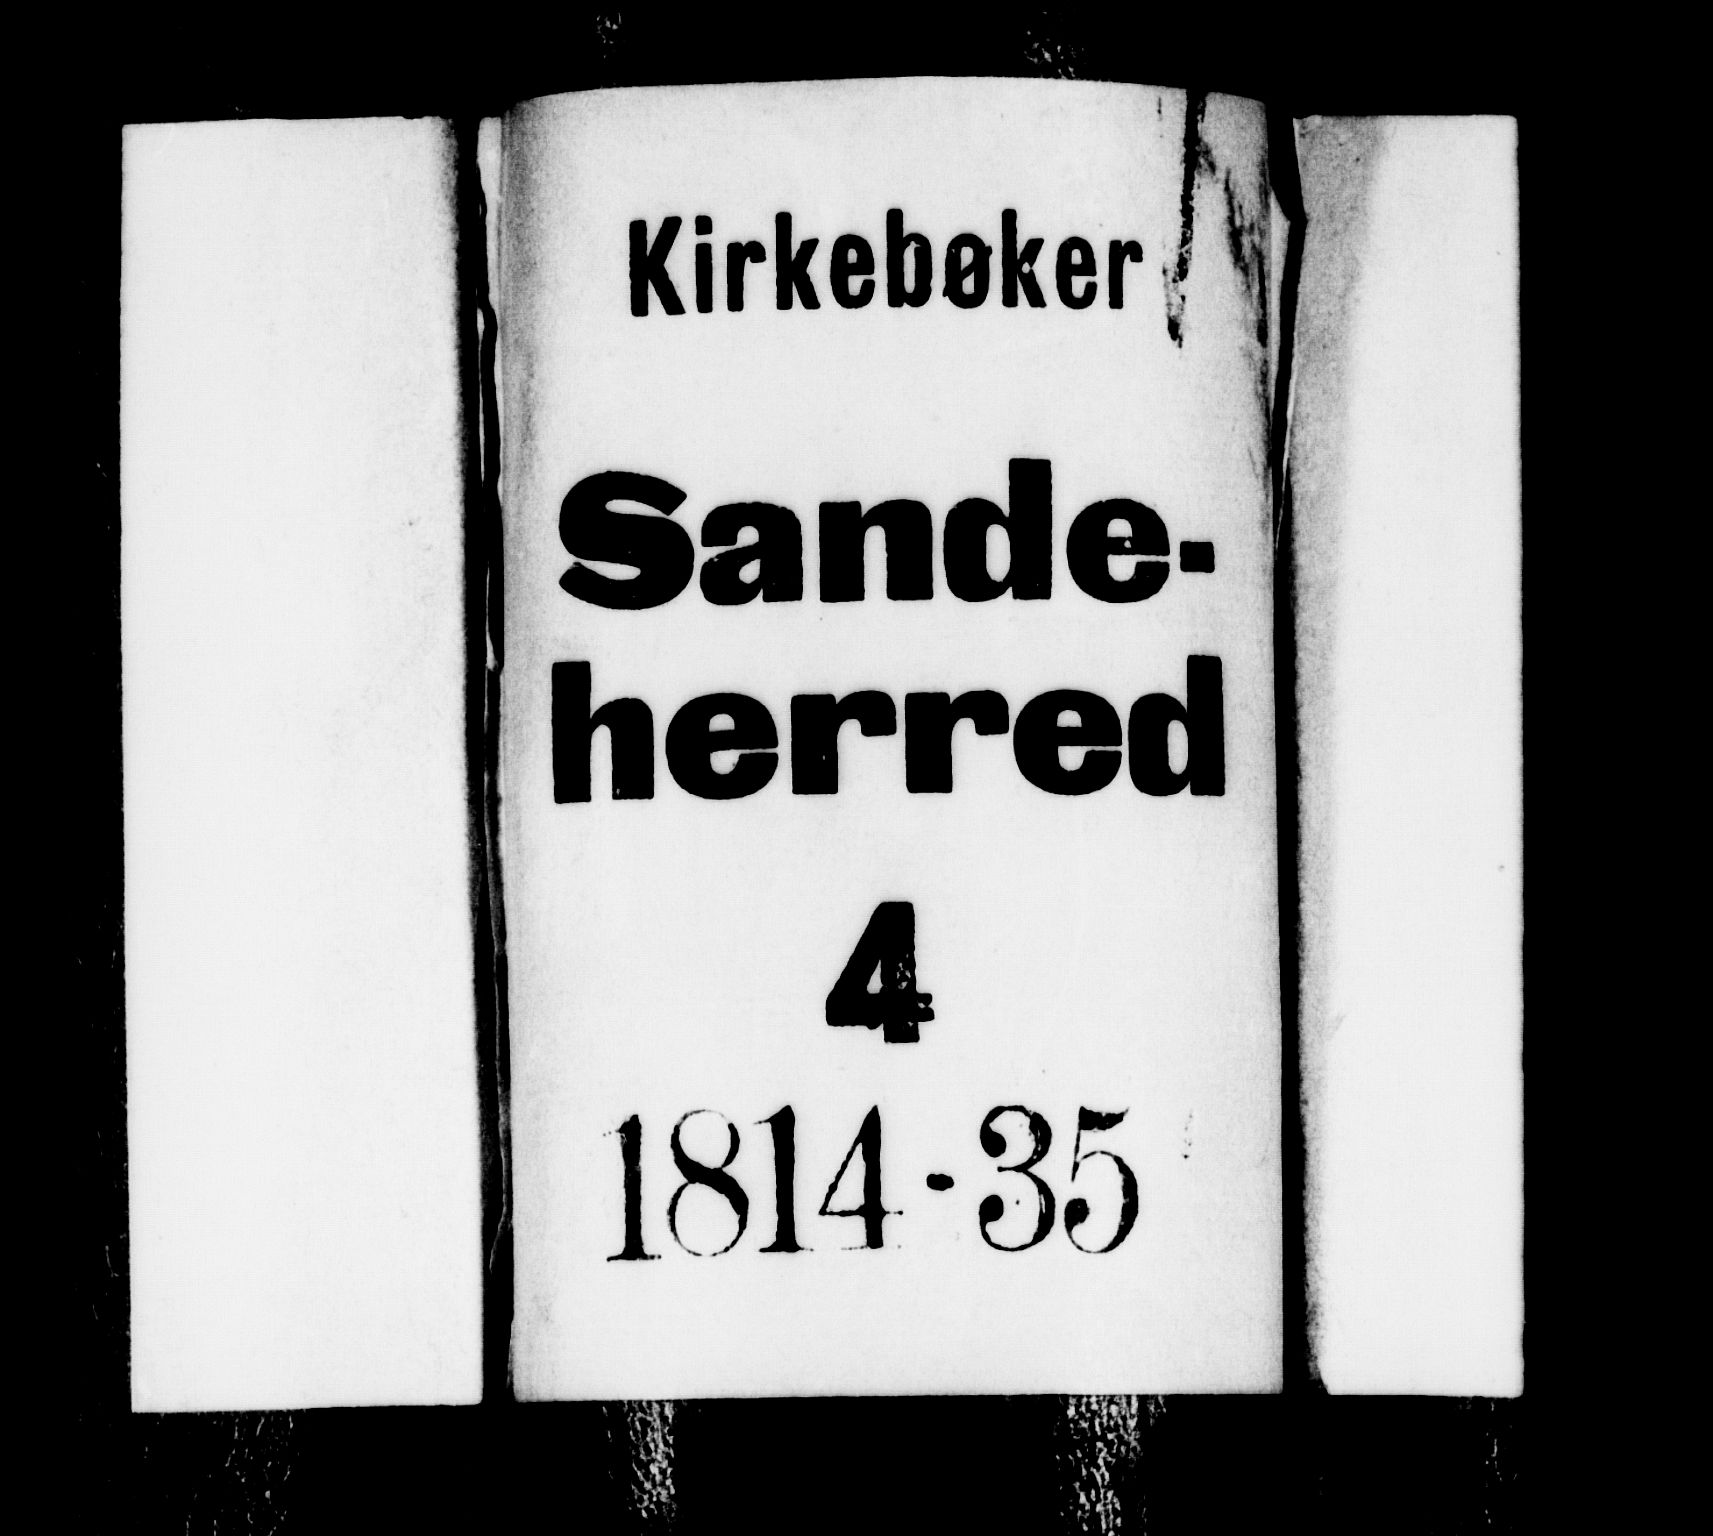 Kirkebøker
Sande-
herred
4
1814-35